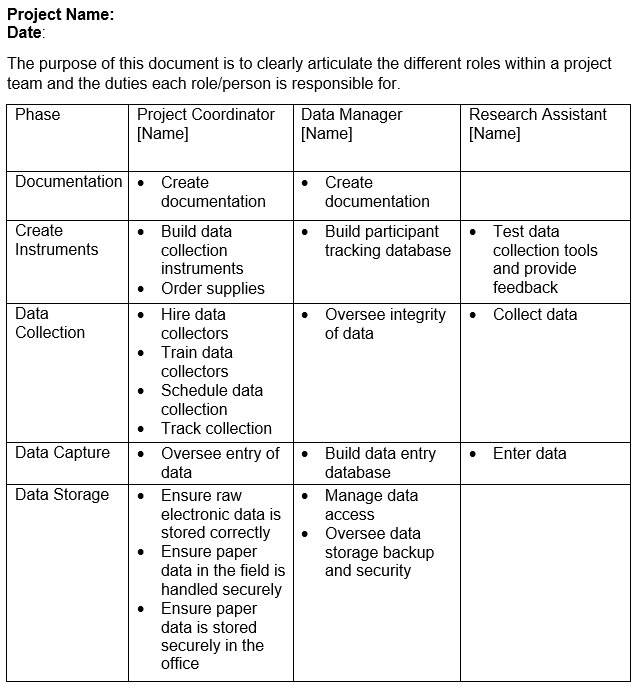 Project Name:
Date:
The purpose of this document is to clearly articulate the different roles within a project
team and the duties each role/person is responsible for.
Phase
Project Coordinator
[Name]
Data Manager
[Name]
Research Assistant
[Name]
Documentation
• Create
documentation
• Create
documentation
Create
Instruments
• Build data
collection
instruments
• Order supplies
• Build participant
tracking database
• Test data
collection tools
and provide
feedback
Data
Collection
• Hire data
collectors
• Train data
collectors
• Schedule data
collection
• Track collection
• Oversee integrity
of data
• Collect data
Data Capture
• Oversee entry of
data
• Build data entry
database
• Enter data
Data Storage
• Ensure raw
electronic data is
stored correctly
• Ensure paper
data in the field is
handled securely
• Ensure paper
data is stored
securely in the
office
• Manage data
access
• Oversee data
storage backup
and security